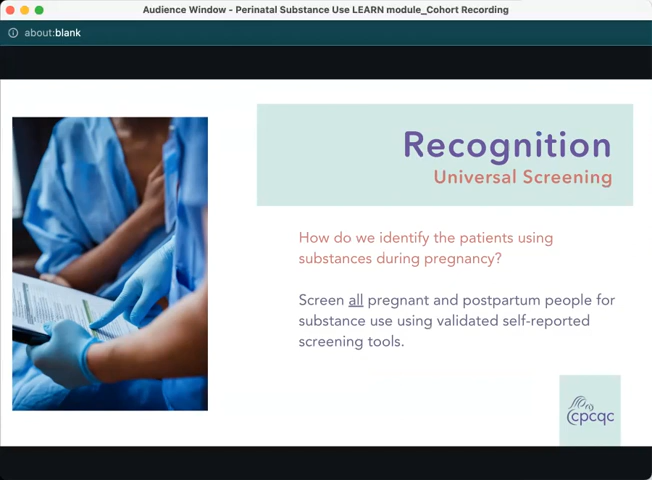 Audience Window - Perinatal Substance Use LEARN module_Cohort Recording
about:blank
Recognition
Universal Screening
How do we identify the patients using
substances during pregnancy?
Screen all pregnant and postpartum people for
substance use using validated self-reported
screening tools.
cpcqc